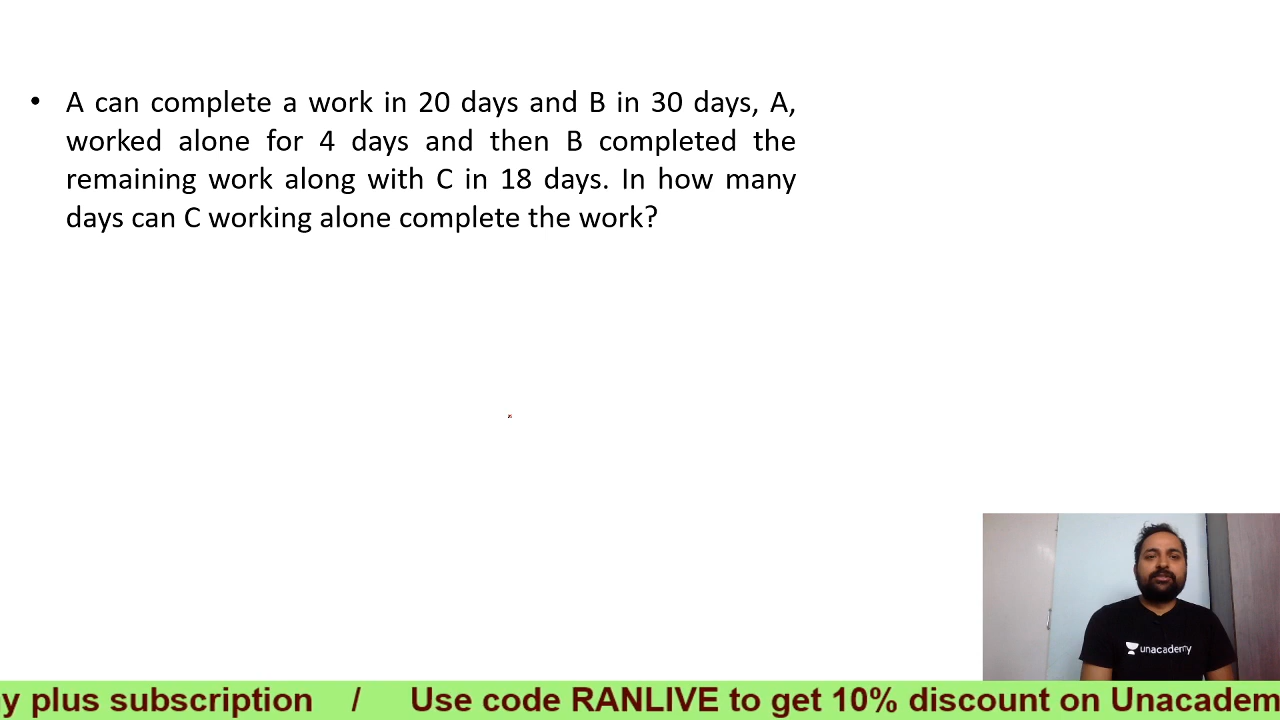 • A can complete a work in 20 days and B in 30 days, A,
worked alone for 4 days and then B completed the
remaining work along with C in 18 days. In how many
days can C working alone complete the work?
unacademy
y plus subscription / Use code RANLIVE to get 10% discount on Unacadem